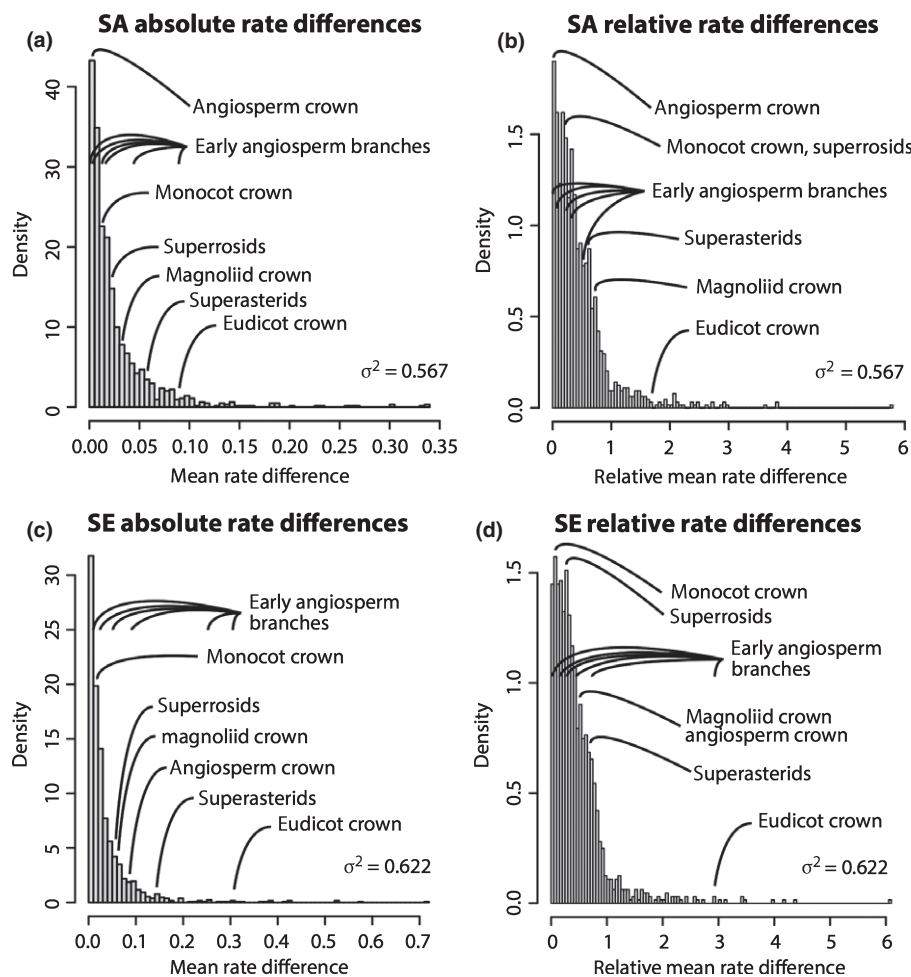 (a)
SA absolute rate differences
Density
40
30
20
10
0
Angiosperm crown
Early angiosperm branches
Monocot crown
Superrosids
Magnoliid crown
Superasterids
Eudicot crown
σ² = 0.567
0.00 0.05 0.10 0.15 0.20 0.25 0.30 0.35
Mean rate difference
(b)
SA relative rate differences
Density
1.5
1.0
0.5
0.0
Angiosperm crown
Monocot crown, superrosids
Early angiosperm branches
Superasterids
Magnoliid crown
Eudicot crown
σ² = 0.567
0 1 2 3 4 5 6
Relative mean rate difference
(c)
SE absolute rate differences
Density
30
25
20
15
10
5
0
Early angiosperm
branches
Monocot crown
Superrosids
magnoliid crown
Angiosperm crown
Superasterids
Eudicot crown
σ² = 0.622
0.0 0.1 0.2 0.3 0.4 0.5 0.6 0.7
Mean rate difference
(d)
SE relative rate differences
Density
1.5
1.0
0.5
0.0
Monocot crown
Superrosids
Early angiosperm
branches
Magnoliid crown
angiosperm crown
Superasterids
Eudicot crown
σ² = 0.622
0 1 2 3 4 5 6
Relative mean rate difference